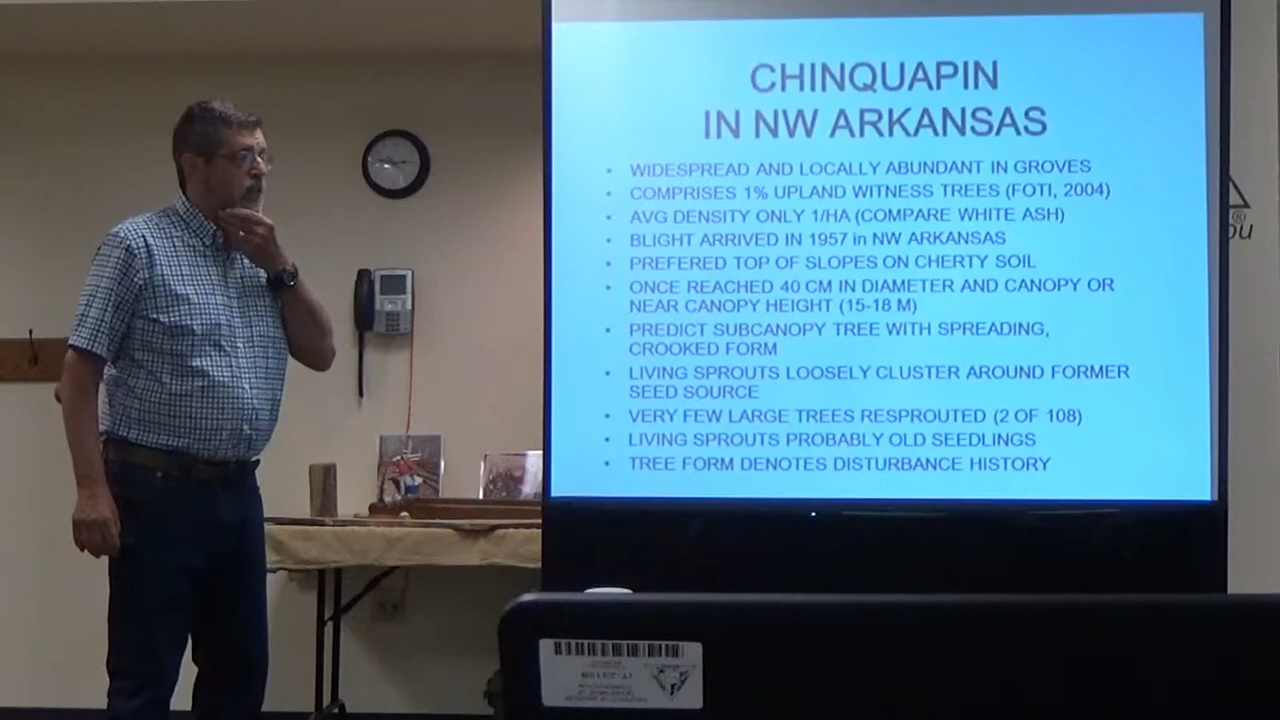 CHINQUAPIN
IN NW ARKANSAS
• WIDESPREAD AND LOCALLY ABUNDANT IN GROVES
• COMPRISES 1% UPLAND WITNESS TREES (FOTI, 2004)
• AVG DENSITY ONLY 1/HA (COMPARE WHITE ASH)
• BLIGHT ARRIVED IN 1957 in NW ARKANSAS
• PREFERED TOP OF SLOPES ON CHERTY SOIL
• ONCE REACHED 40 CM IN DIAMETER AND CANOPY OR
NEAR CANOPY HEIGHT (15-18 M)
• PREDICT SUBCANOPY TREE WITH SPREADING,
CROOKED FORM
• LIVING SPROUTS LOOSELY CLUSTER AROUND FORMER
SEED SOURCE
• VERY FEW LARGE TREES RESPROUTED (2 OF 108)
• LIVING SPROUTS PROBABLY OLD SEEDLINGS
• TREE FORM DENOTES DISTURBANCE HISTORY
®
ou